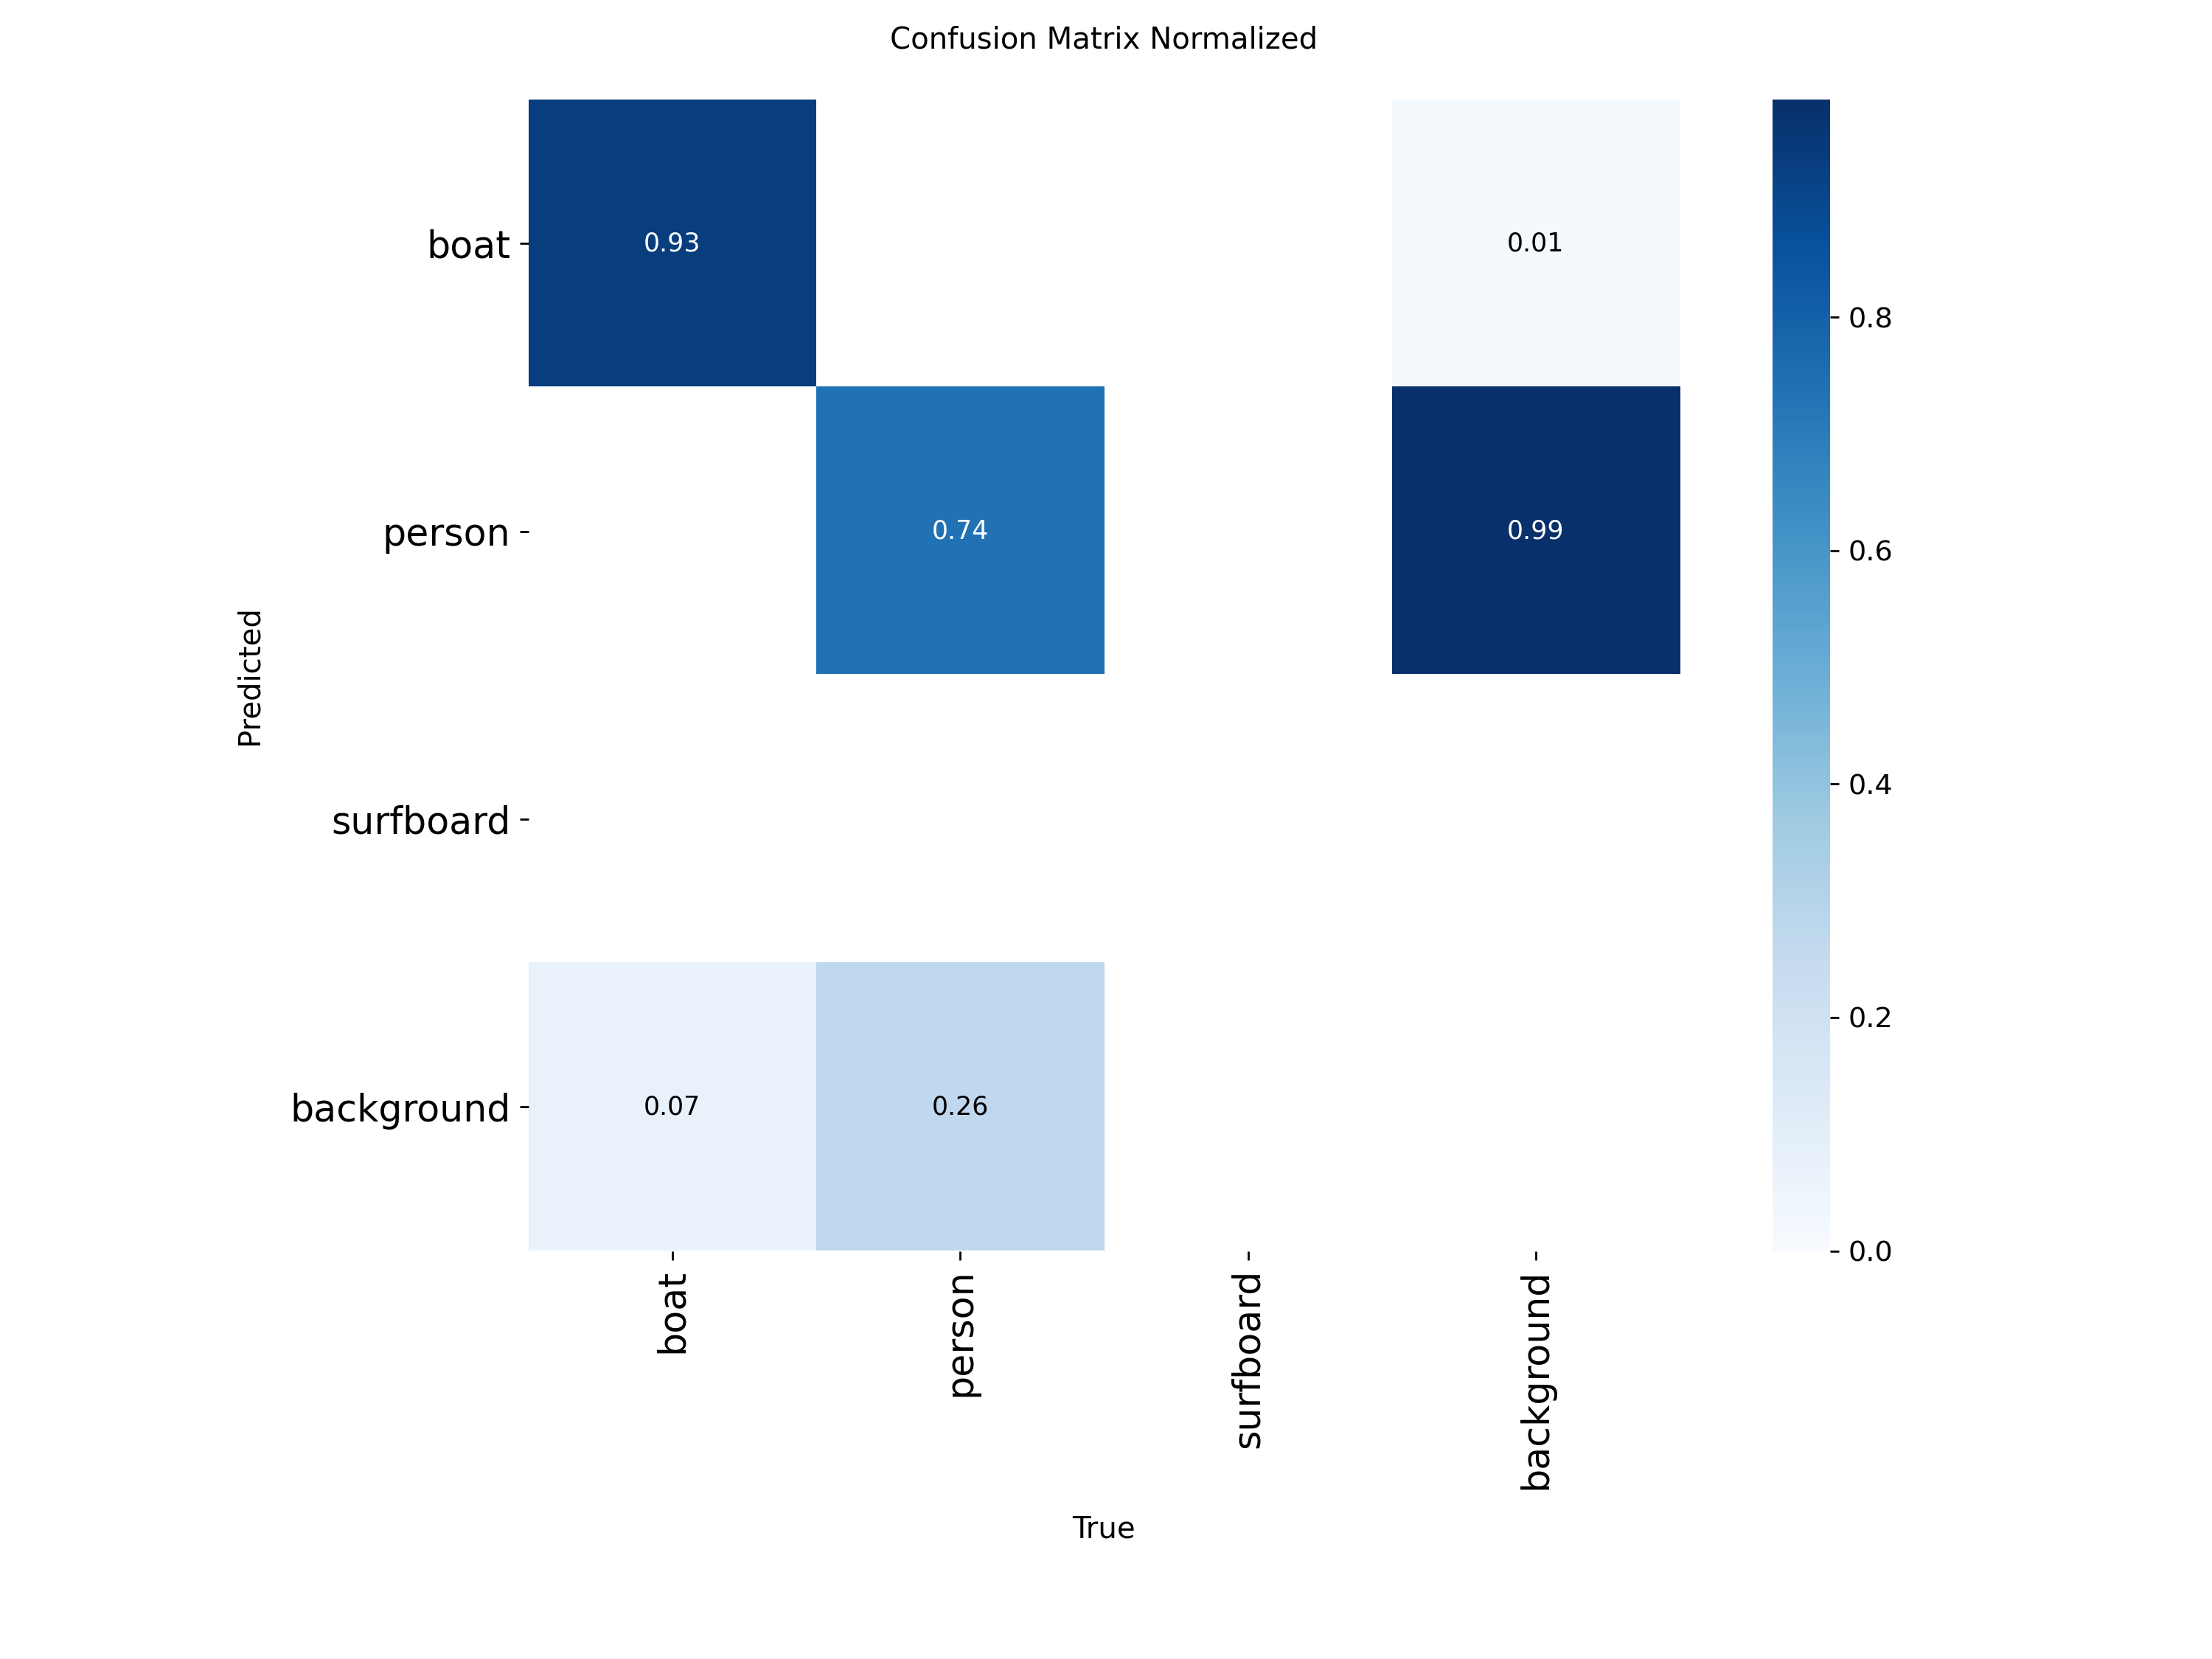 Confusion Matrix Normalized
boat
0.93
0.01
0.8
person
0.74
0.99
0.6
Predicted
surfboard
0.4
background
0.07
0.26
0.2
0.0
boat
person
surfboard
background
True